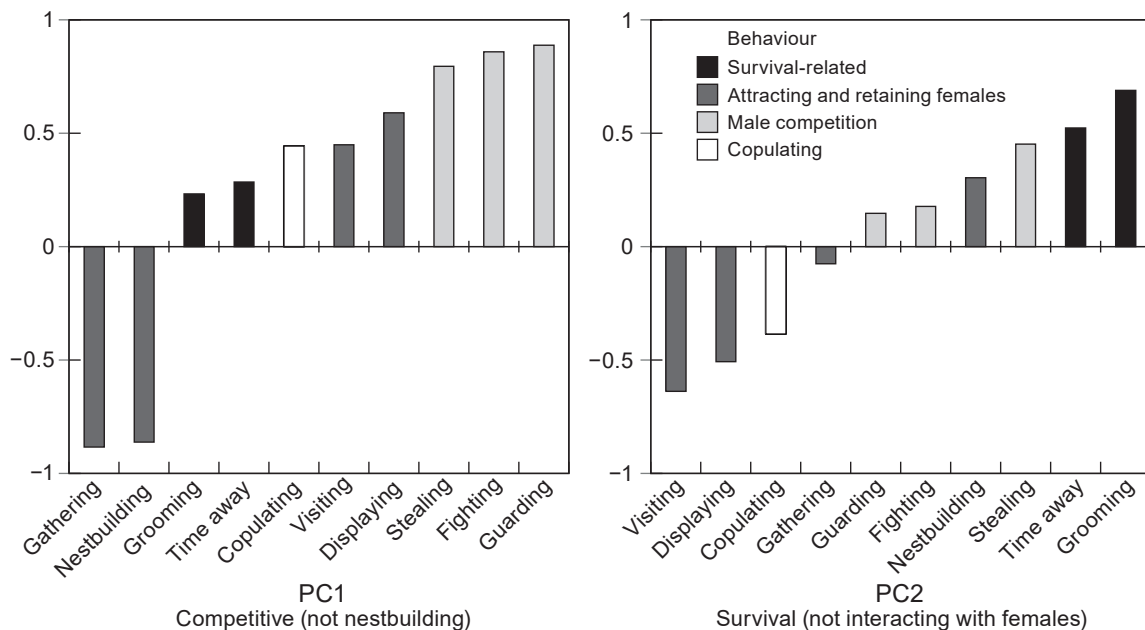 1
0.5
0
−0.5
−1
Gathering
Nestbuilding
Grooming
Time away
Copulating
Visiting
Displaying
Stealing
Fighting
Guarding
PC1
Competitive (not nestbuilding)
1
0.5
0
−0.5
−1
Behaviour
Survival-related
Attracting and retaining females
Male competition
Copulating
Visiting
Displaying
Copulating
Gathering
Guarding
Fighting
Nestbuilding
Stealing
Time away
Grooming
PC2
Survival (not interacting with females)